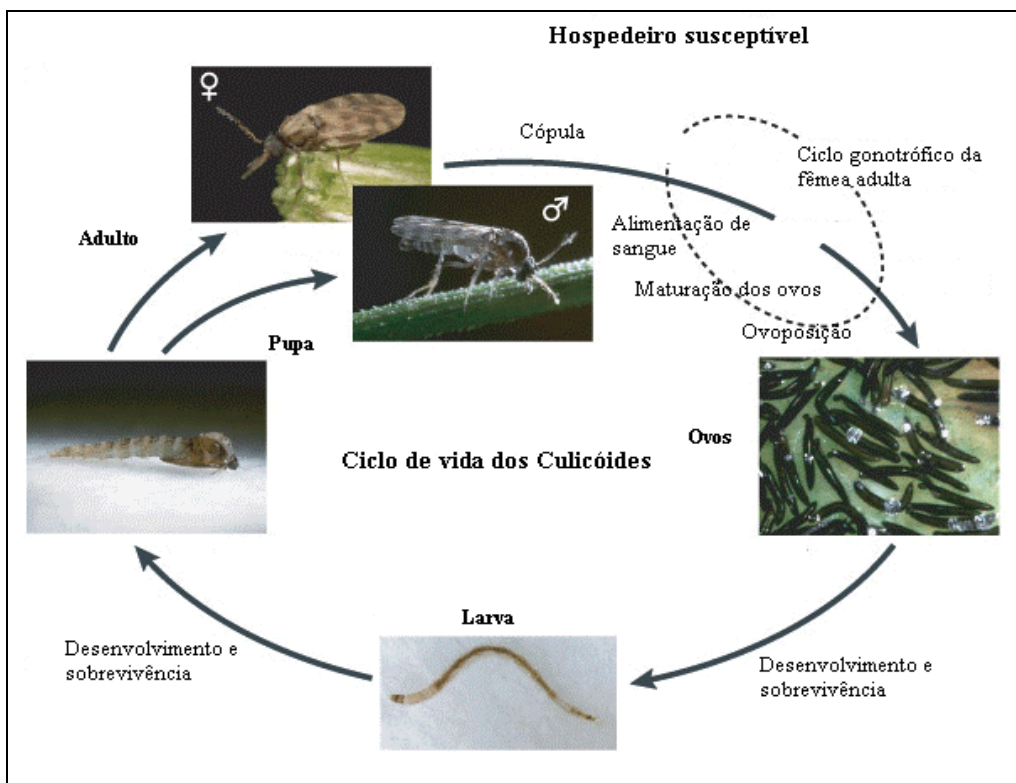 Hospedeiro susceptível
♀
Cópula
Ciclo gonotrófico da
fêmea adulta
♂
Adulto
Alimentação de
sangue
Maturação dos ovos
Pupa
Ovoposição
Ovos
Ciclo de vida dos Culicóides
Larva
Desenvolvimento e
sobrevivência
Desenvolvimento e
sobrevivência